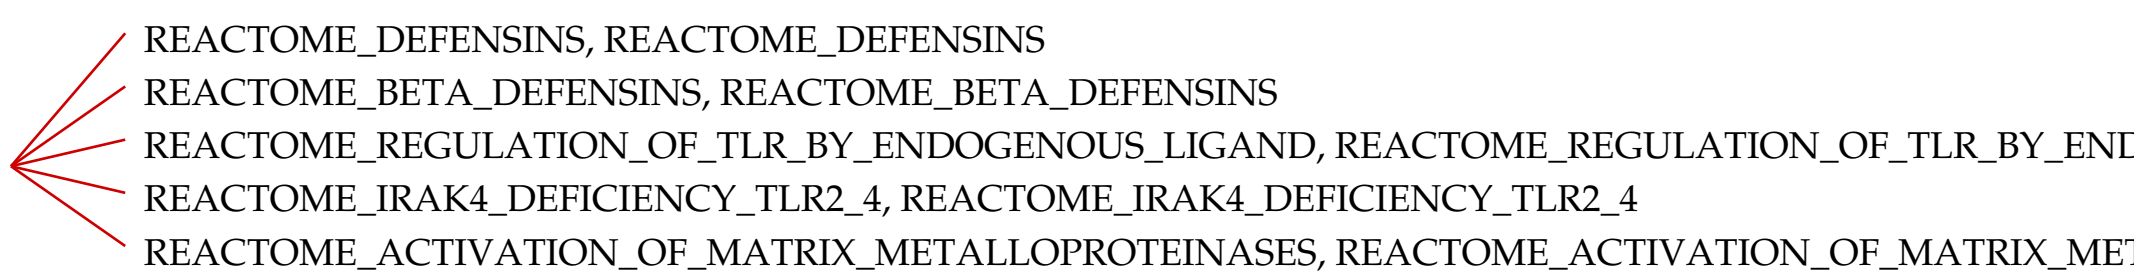 REACTOME_DEFENSINS, REACTOME_DEFENSINS
REACTOME_BETA_DEFENSINS, REACTOME_BETA_DEFENSINS
REACTOME_REGULATION_OF_TLR_BY_ENDOGENOUS_LIGAND, REACTOME_REGULATION_OF_TLR_BY_END
REACTOME_IRAK4_DEFICIENCY_TLR2_4, REACTOME_IRAK4_DEFICIENCY_TLR2_4
REACTOME_ACTIVATION_OF_MATRIX_METALLOPROTEINASES, REACTOME_ACTIVATION_OF_MATRIX_MET